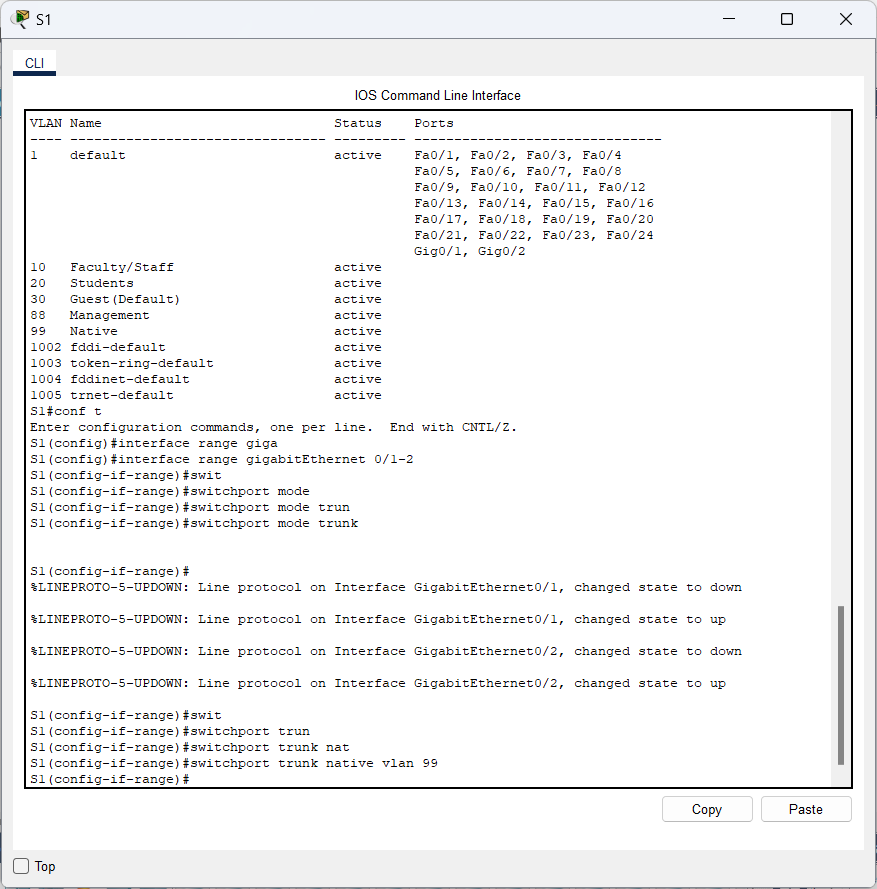 S1
CLI
IOS Command Line Interface
VLAN Name                             Status    Ports
---- -------------------------------- --------- -------------------------------
1    default                          active    Fa0/1, Fa0/2, Fa0/3, Fa0/4
                                                Fa0/5, Fa0/6, Fa0/7, Fa0/8
                                                Fa0/9, Fa0/10, Fa0/11, Fa0/12
                                                Fa0/13, Fa0/14, Fa0/15, Fa0/16
                                                Fa0/17, Fa0/18, Fa0/19, Fa0/20
                                                Fa0/21, Fa0/22, Fa0/23, Fa0/24
                                                Gig0/1, Gig0/2
10   Faculty/Staff                    active
20   Students                         active
30   Guest(Default)                   active
88   Management                       active
99   Native                           active
1002 fddi-default                     active
1003 token-ring-default               active
1004 fddinet-default                  active
1005 trnet-default                    active
S1#conf t
Enter configuration commands, one per line.  End with CNTL/Z.
S1(config)#interface range giga
S1(config)#interface range gigabitEthernet 0/1-2
S1(config-if-range)#swit
S1(config-if-range)#switchport mode
S1(config-if-range)#switchport mode trun
S1(config-if-range)#switchport mode trunk
S1(config-if-range)#
%LINEPROTO-5-UPDOWN: Line protocol on Interface GigabitEthernet0/1, changed state to down
%LINEPROTO-5-UPDOWN: Line protocol on Interface GigabitEthernet0/1, changed state to up
%LINEPROTO-5-UPDOWN: Line protocol on Interface GigabitEthernet0/2, changed state to down
%LINEPROTO-5-UPDOWN: Line protocol on Interface GigabitEthernet0/2, changed state to up
S1(config-if-range)#swit
S1(config-if-range)#switchport trun
S1(config-if-range)#switchport trunk nat
S1(config-if-range)#switchport trunk native vlan 99
S1(config-if-range)#
Copy Paste
Top